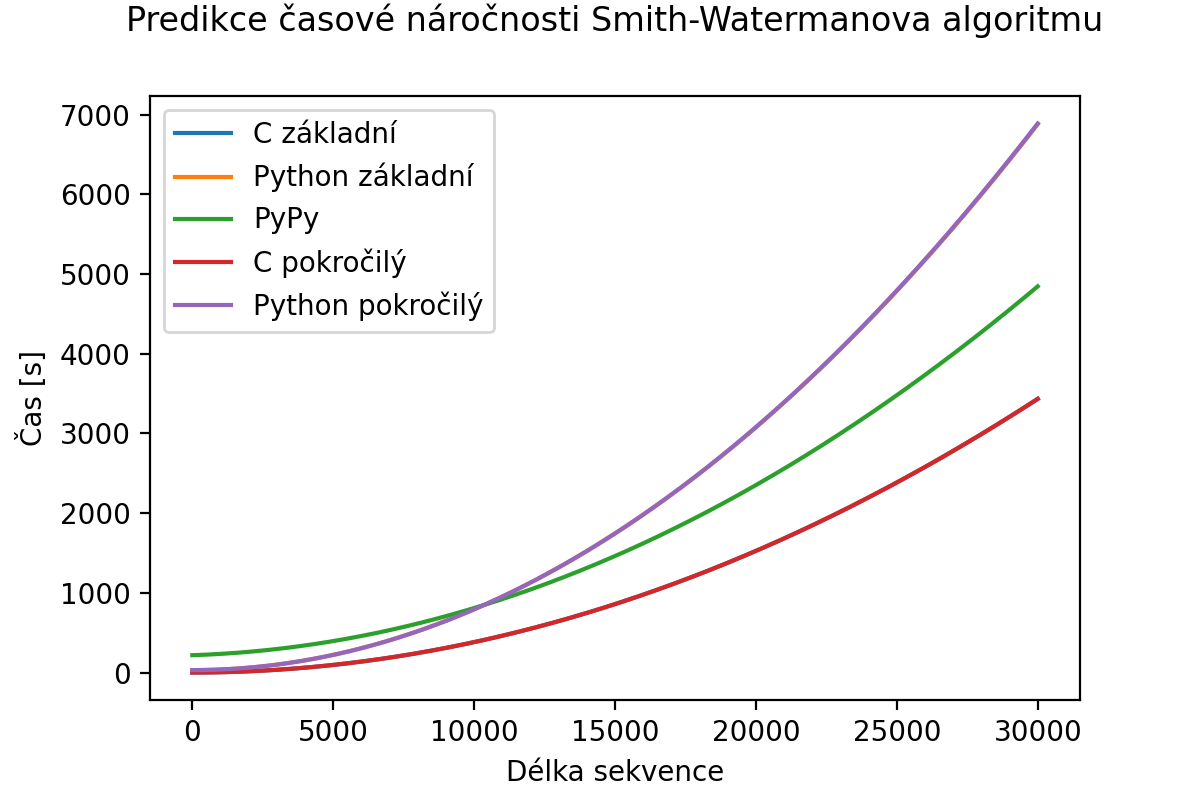 Predikce časové náročnosti Smith-Watermanova algoritmu
7000
6000
5000
4000
3000
2000
1000
0
Čas [s]
C základní
Python základní
PyPy
C pokročilý
Python pokročilý
0 5000 10000 15000 20000 25000 30000
Délka sekvence